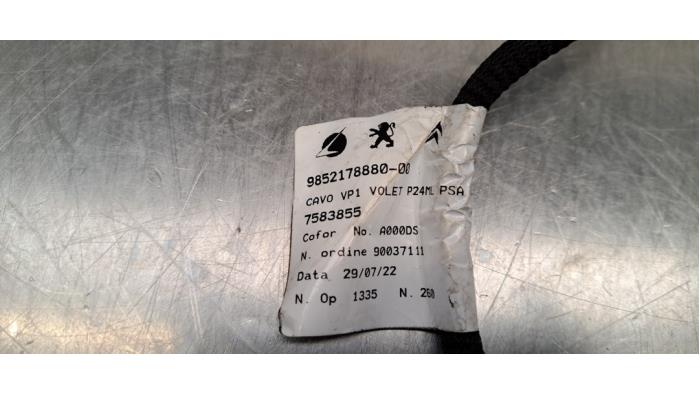 9852178880-00
CAVO VP1 VOLET P24ML PSA
7583855
Cofor No. A000DS
N. ordine 90037111
Data 29/07/22
N. Op 1335 N. 260